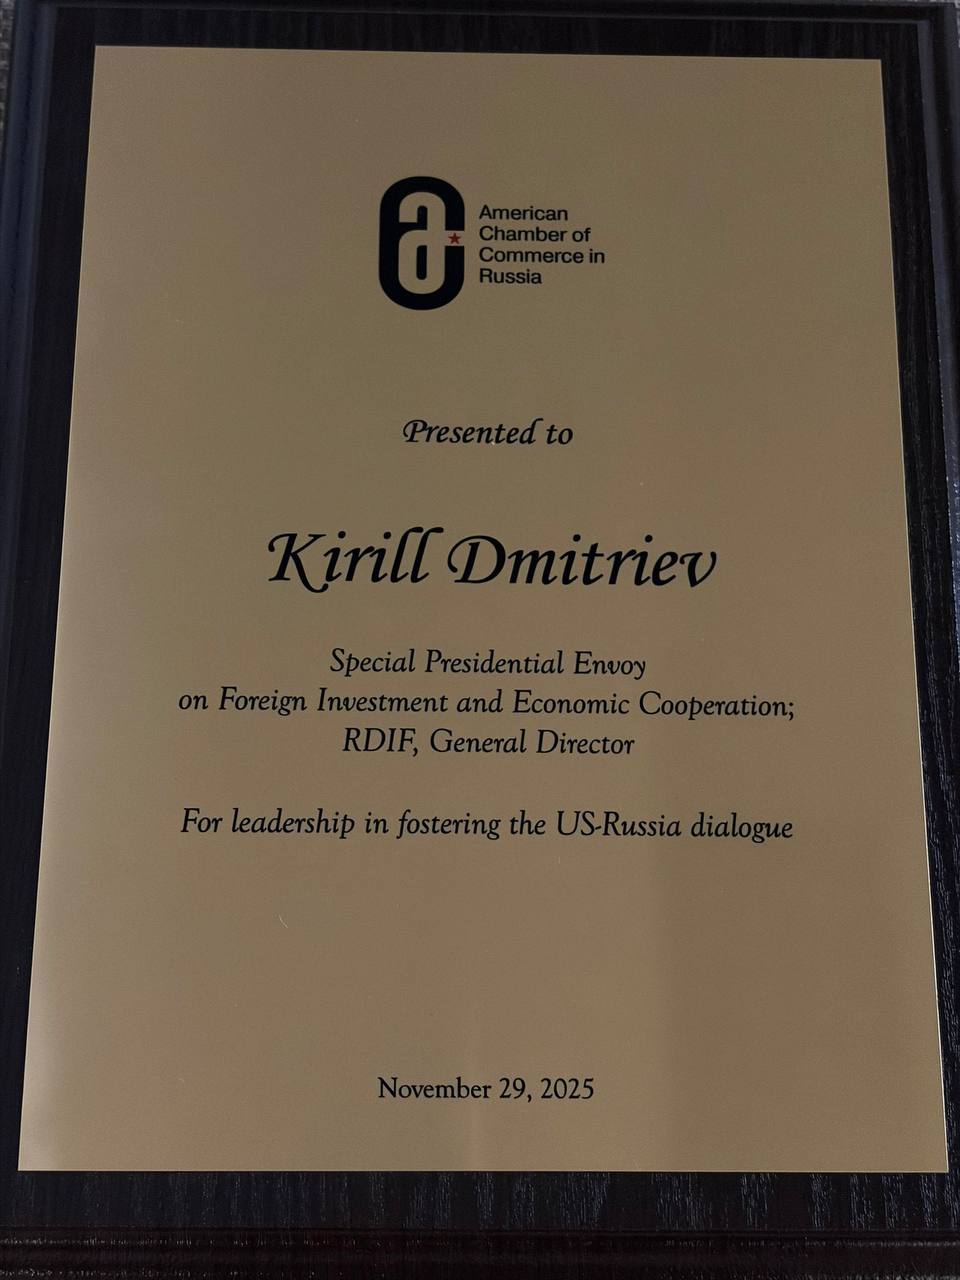 American
Chamber of
Commerce in
Russia
Presented to
Kirill Dmitriev
Special Presidential Envoy
on Foreign Investment and Economic Cooperation;
RDIF, General Director
For leadership in fostering the US-Russia dialogue
November 29, 2025